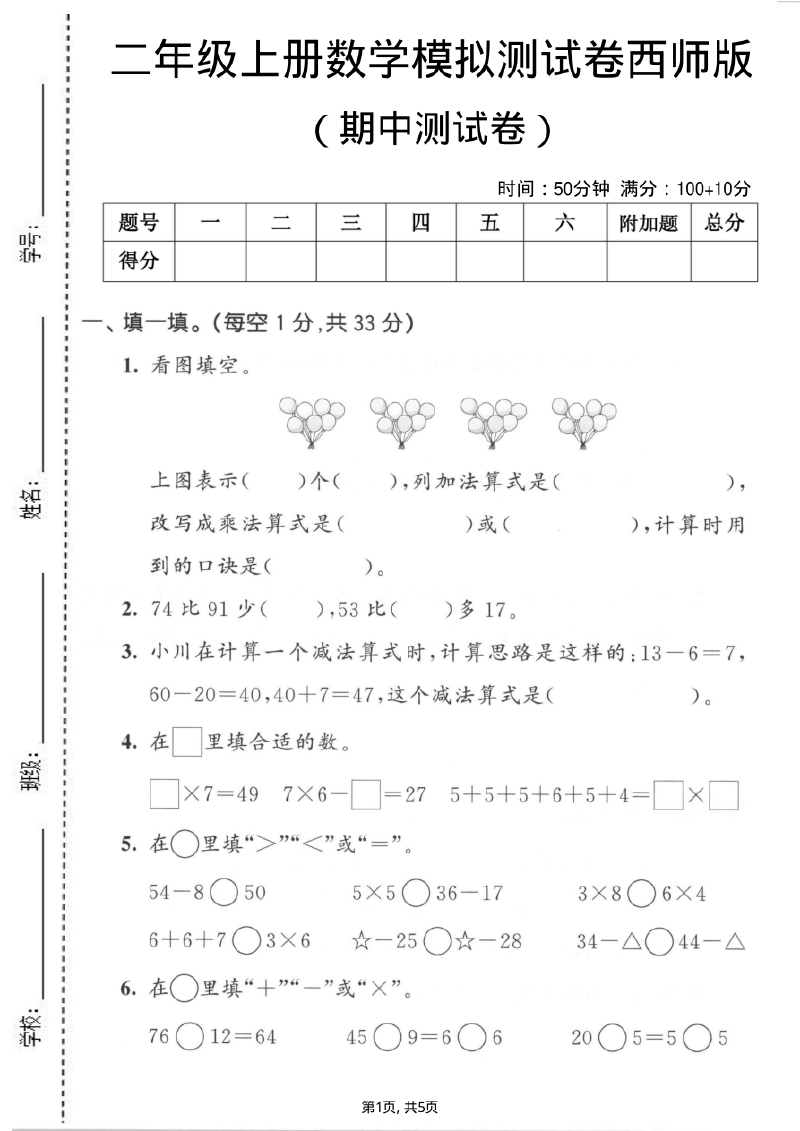 二年级上册数学模拟测试卷西师版
（期中测试卷）
时间：50分钟 满分：100+10分
题号 一 二 三 四 五 六 附加题 总分
得分
一、填一填。(每空 1 分,共 33 分)
1. 看图填空。
上图表示(  )个(  ),列加法算式是(  ),
改写成乘法算式是(  )或(  ),计算时用
到的口诀是(  )。
2. 74 比 91 少(  ),53 比(  )多 17。
3. 小川在计算一个减法算式时,计算思路是这样的:13－6＝7,
60－20＝40,40＋7＝47,这个减法算式是(  )。
4. 在□里填合适的数。
□×7＝49 7×6－□＝27 5＋5＋5＋6＋5＋4＝□×□
5. 在○里填“＞”“＜”或“＝”。
54－8○50 5×5○36－17 3×8○6×4
6＋6＋7○3×6 ☆－25○☆－28 34－△○44－△
6. 在○里填“＋”“－”或“×”。
76○12＝64 45○9＝6○6 20○5＝5○5
第1页, 共5页
学号:
姓名:
班级:
学校: